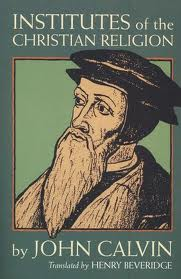 INSTITUTES of the
CHRISTIAN RELIGION
by JOHN CALVIN
Translated by HENRY BEVERIDGE